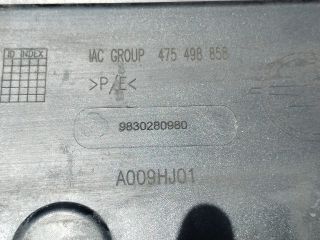 ID INDEX
IAC GROUP 475 498 858
>P/E<
9830280980
A009HJ01